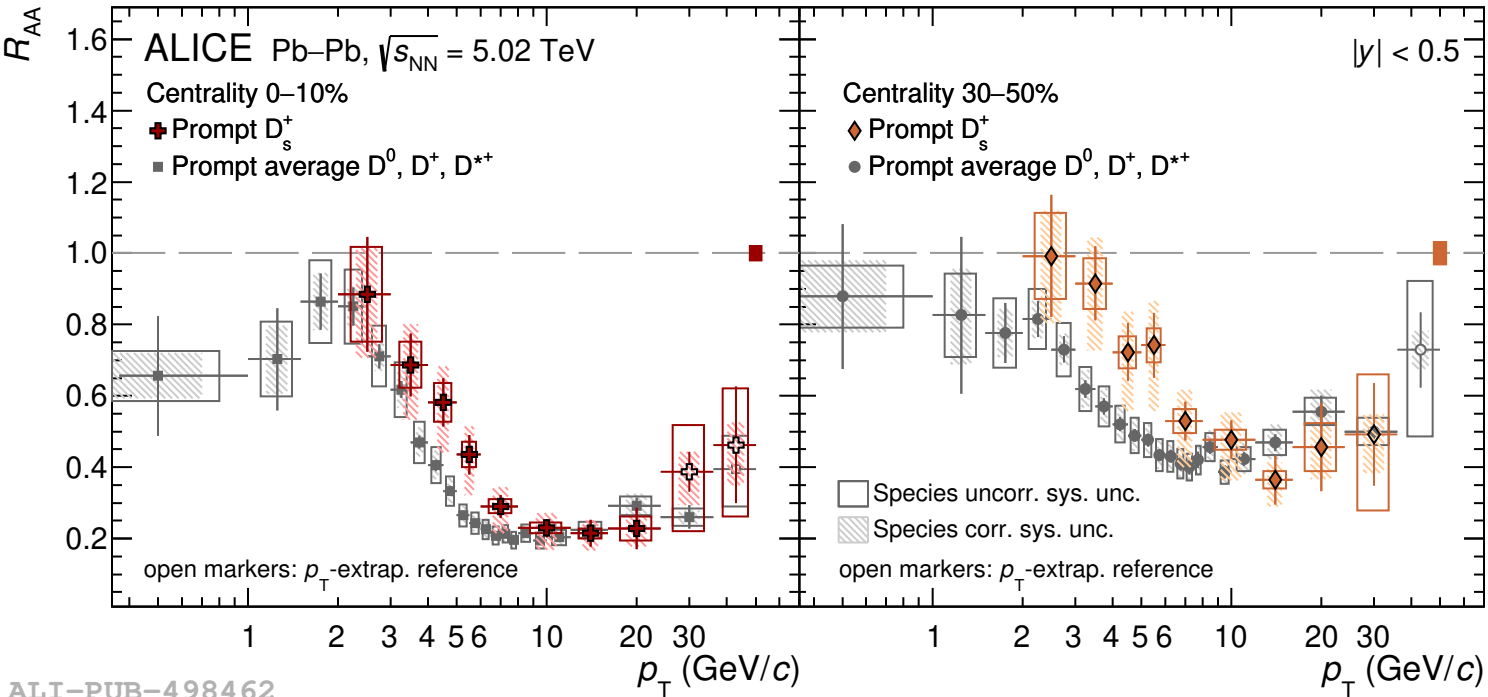 R_AA
1.6
1.4
1.2
1.0
0.8
0.6
0.4
0.2
ALICE Pb–Pb, √s_NN = 5.02 TeV
Centrality 0–10%
Prompt D_s^+
Prompt average D^0, D^+, D^*+
open markers: p_T-extrap. reference
1 2 3 4 5 6 10 20 30
p_T (GeV/c)
|y| < 0.5
Centrality 30–50%
Prompt D_s^+
Prompt average D^0, D^+, D^*+
Species uncorr. sys. unc.
Species corr. sys. unc.
open markers: p_T-extrap. reference
1 2 3 4 5 6 10 20 30
p_T (GeV/c)
ALI−PUB−498462